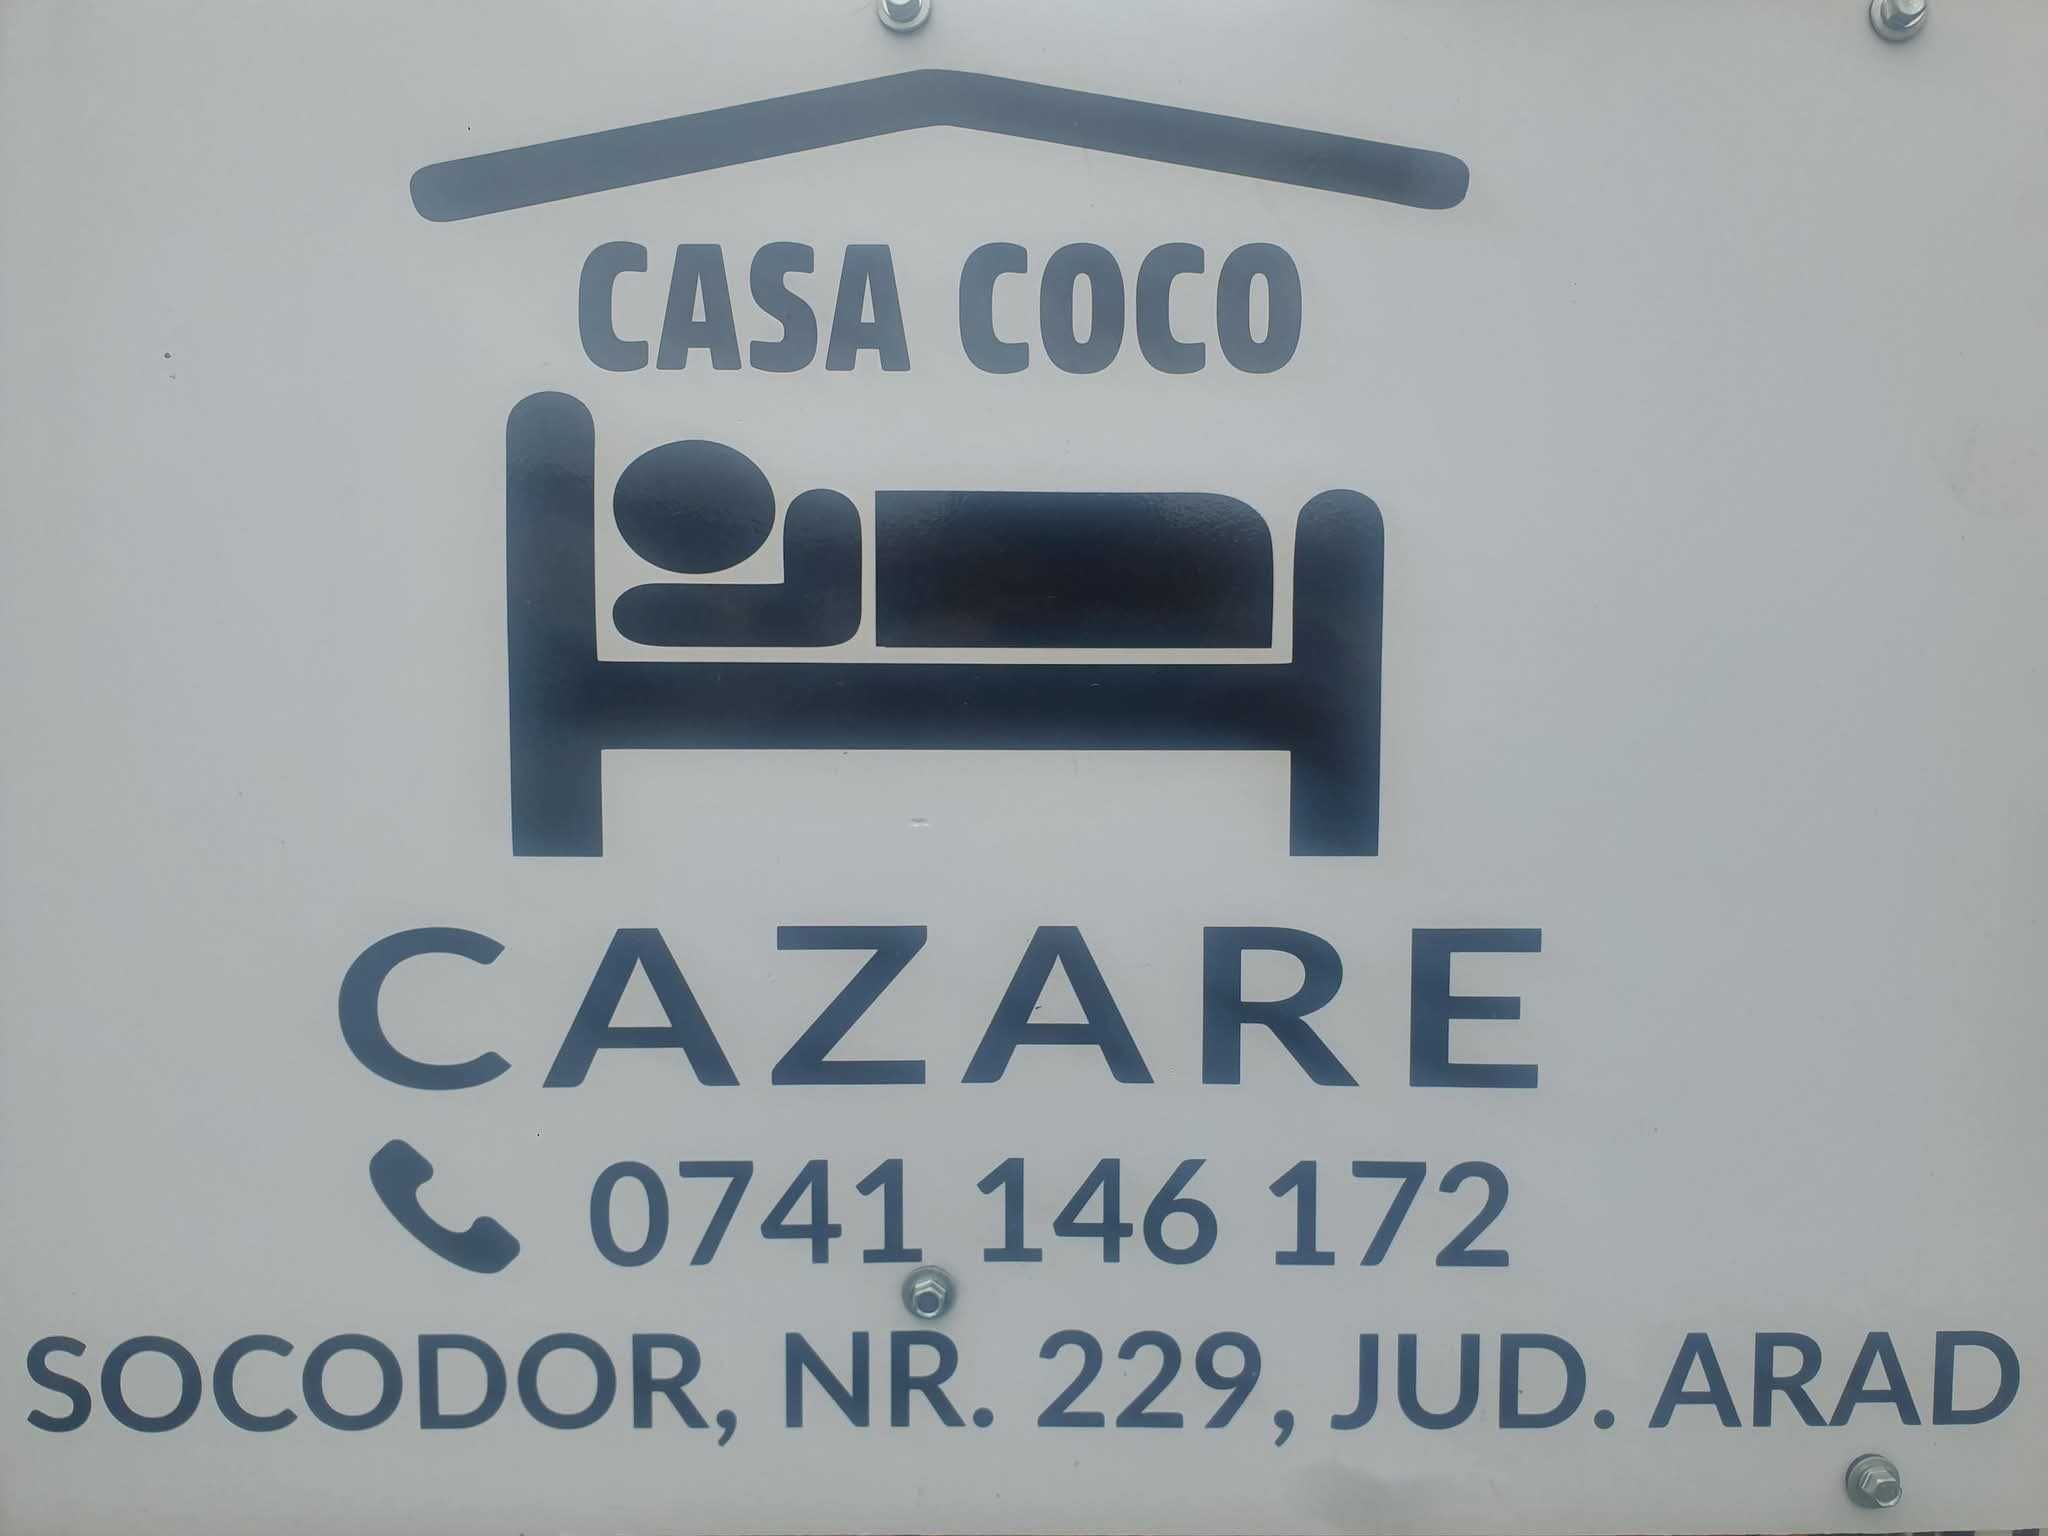 CASA COCO
CAZARE
0741 146 172
SOCODOR, NR. 229, JUD. ARAD